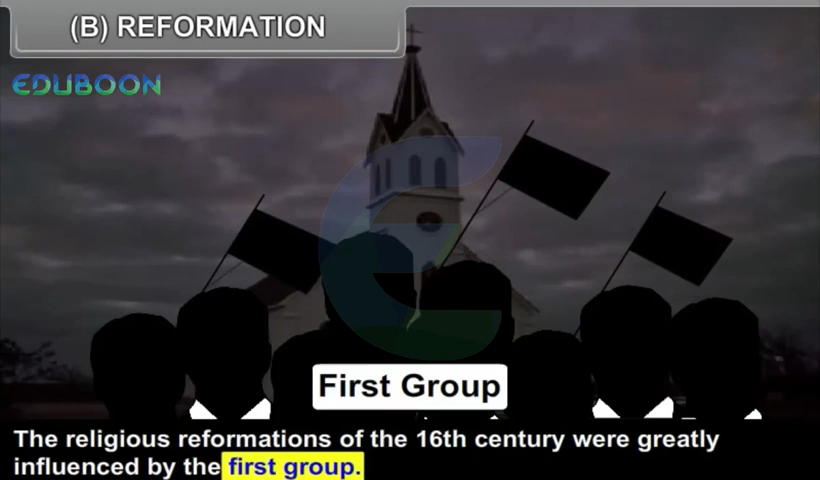 (B) REFORMATION
EDUBOON
First Group
The religious reformations of the 16th century were greatly
influenced by the first group.